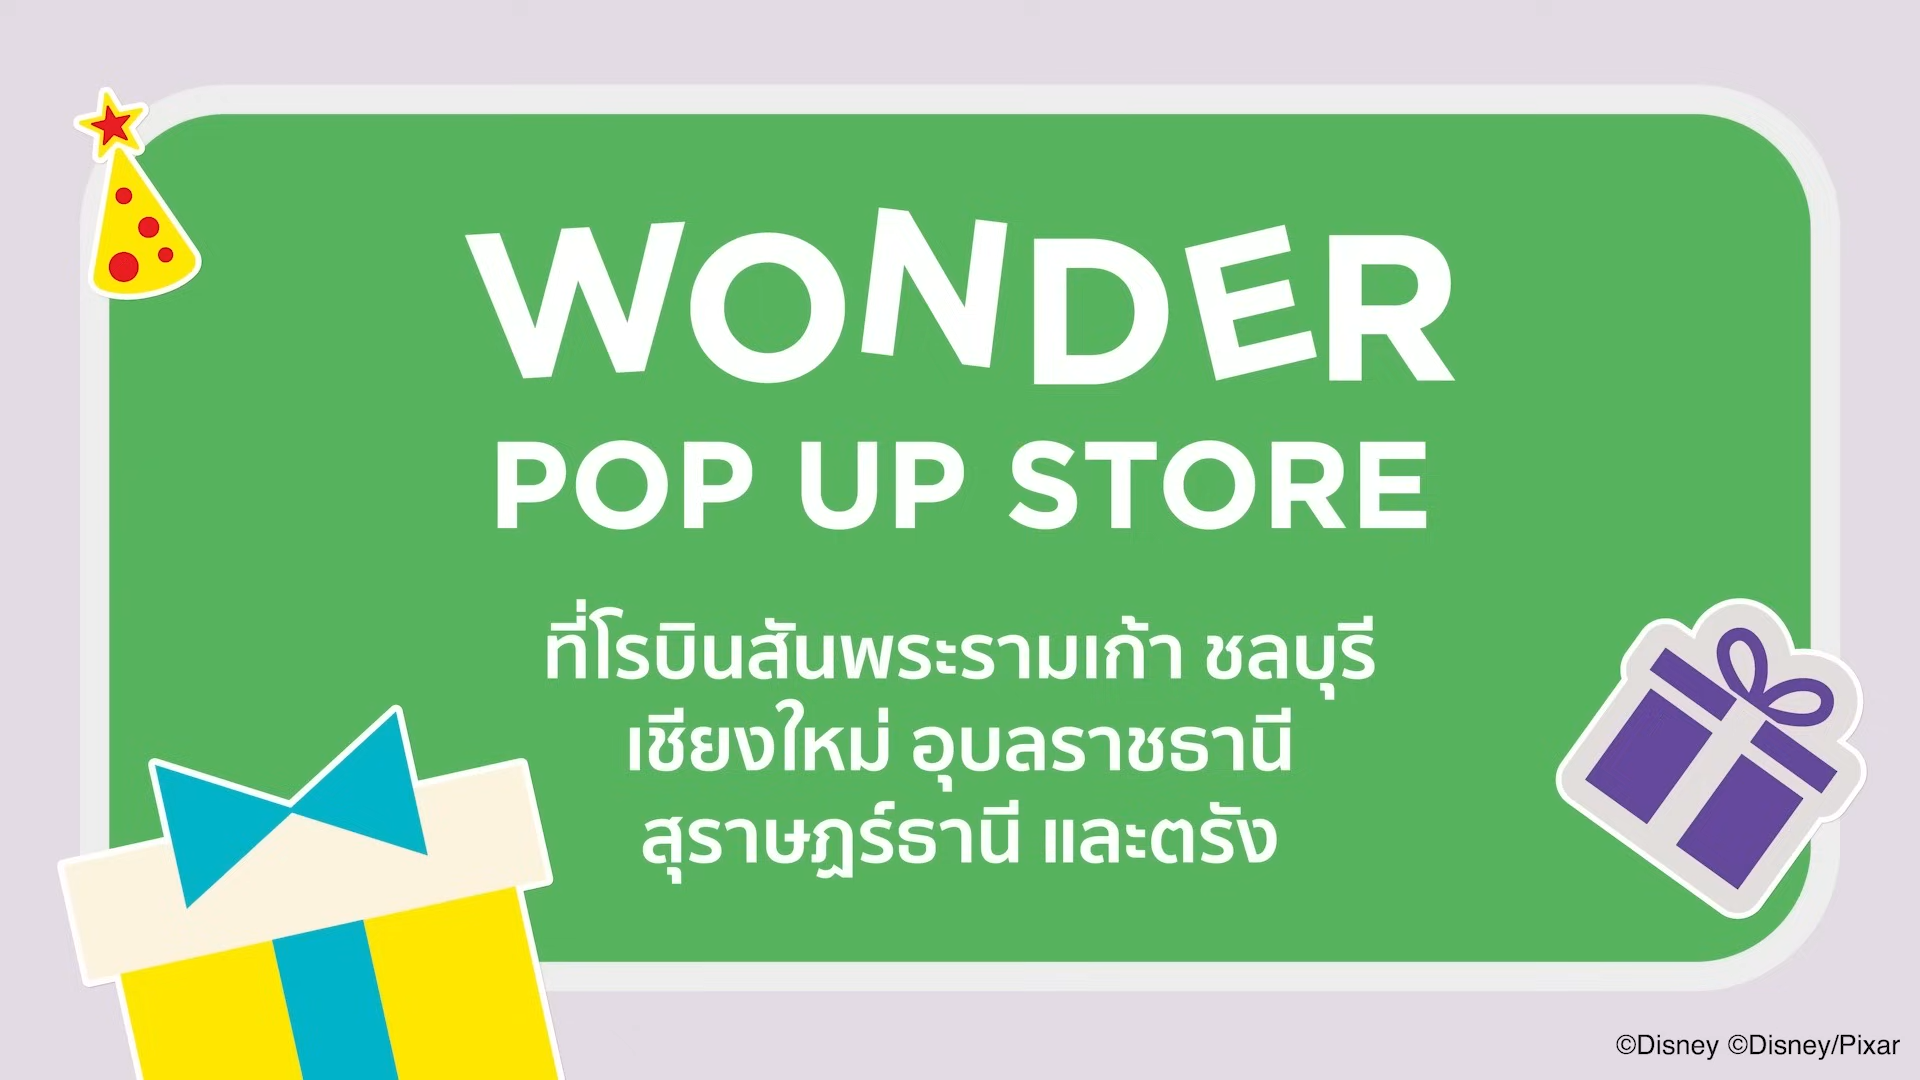 WONDER
POP UP STORE
ที่โรบินสันพระรามเก้า ชลบุรี
เชียงใหม่ อุบลราชธานี
สุราษฎร์ธานี และตรัง
©Disney ©Disney/Pixar